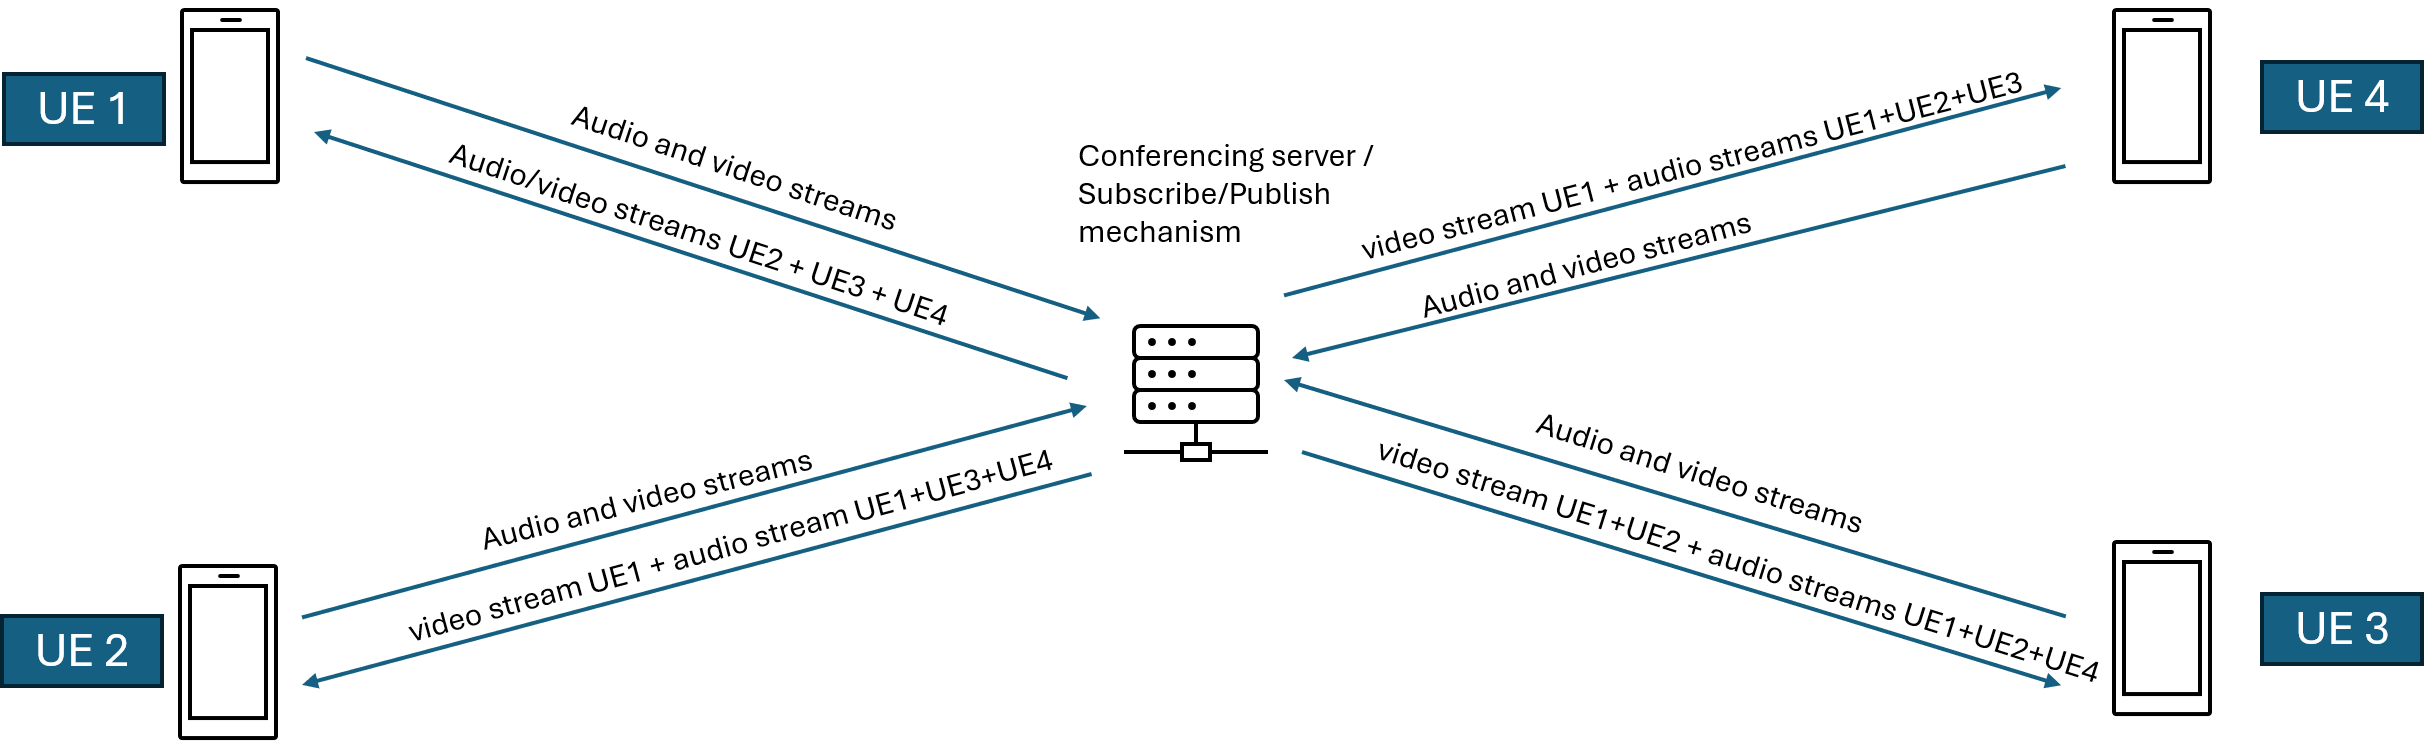 UE 1
Audio and video streams
Audio/video streams UE2 + UE3 + UE4
Conferencing server /
Subscribe/Publish
mechanism
video stream UE1 + audio streams UE1+UE2+UE3
Audio and video streams
UE 4
UE 2
Audio and video streams
video stream UE1 + audio stream UE1+UE3+UE4
Audio and video streams
video stream UE1+UE2 + audio streams UE1+UE2+UE4
UE 3